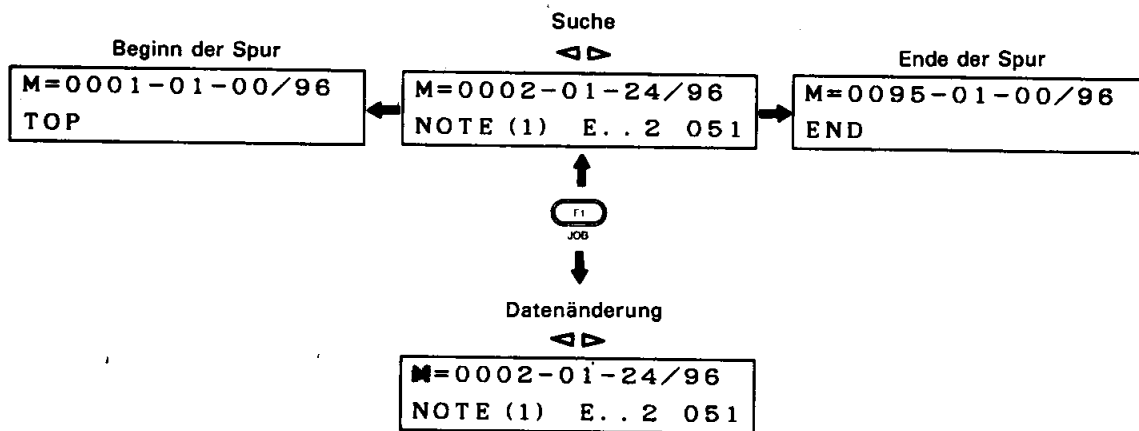 Suche
Beginn der Spur
Ende der Spur
M=0001-01-00/96
TOP
M=0002-01-24/96
NOTE (1) E..2 051
M=0095-01-00/96
END
F1
JOB
Datenänderung
M=0002-01-24/96
NOTE (1) E..2 051